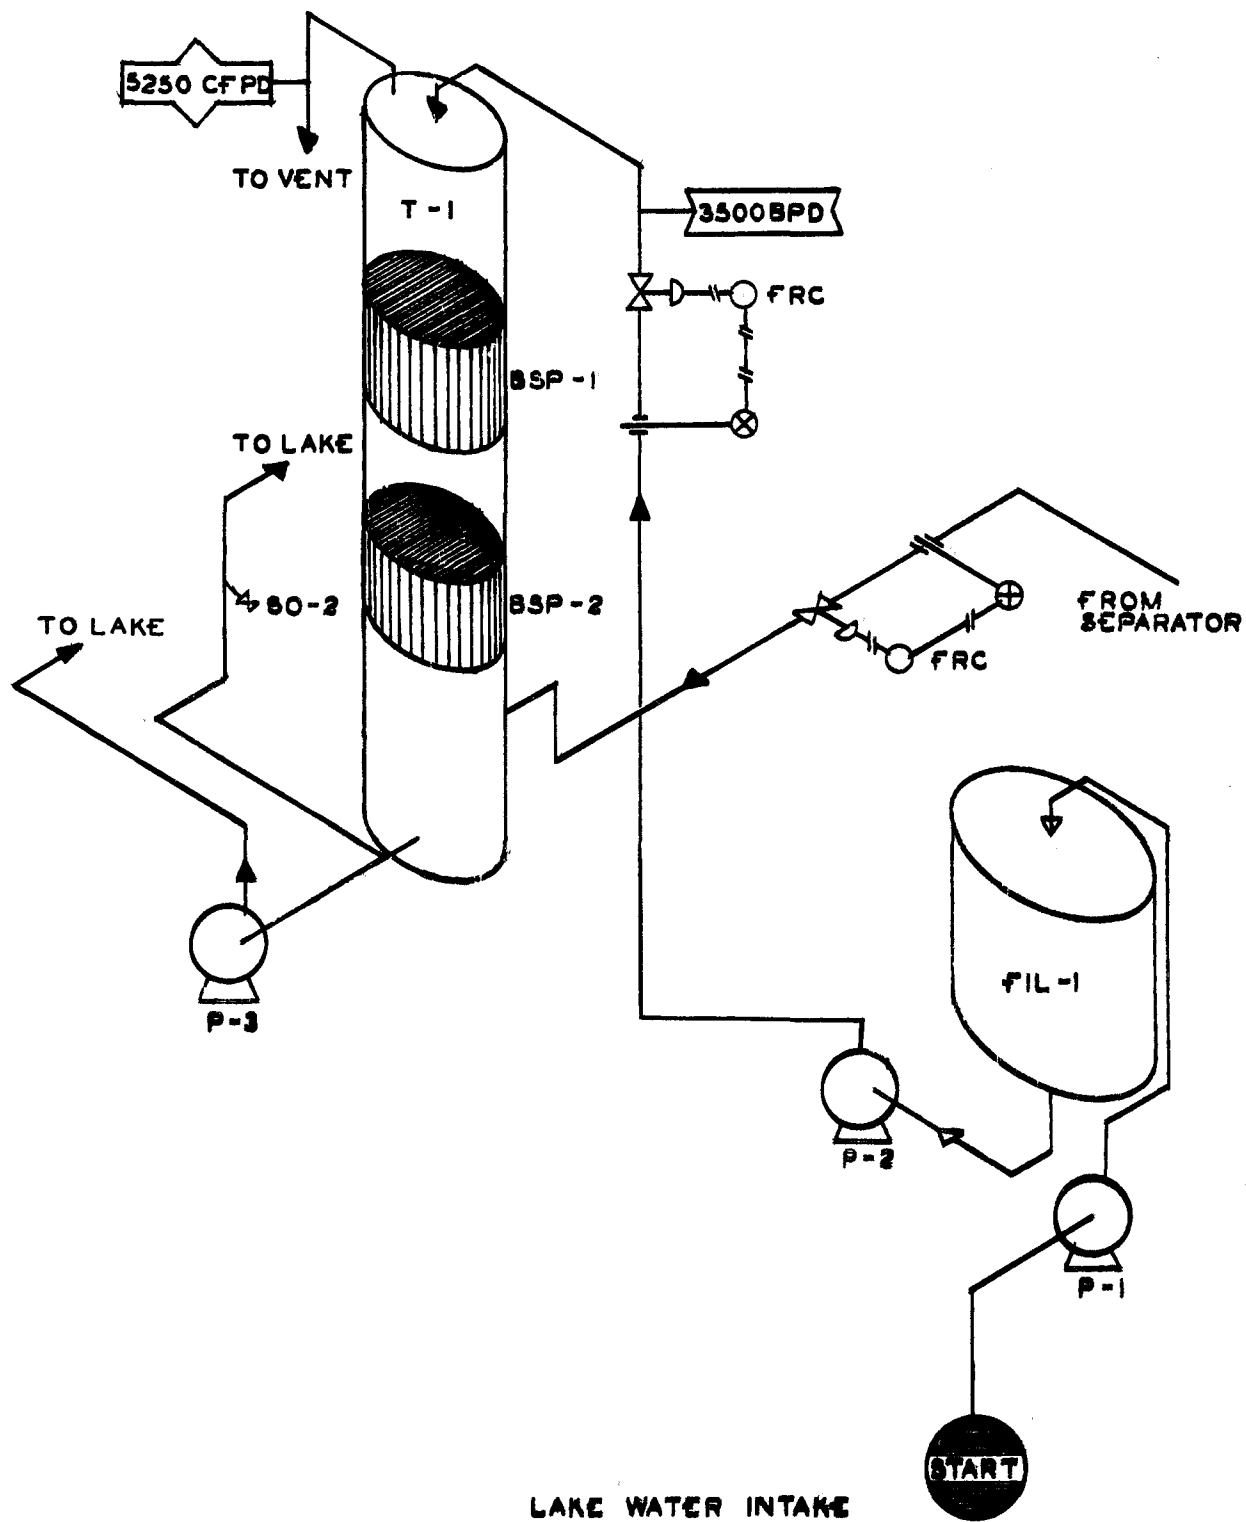 5250 CFPD
TO VENT
T-1
3500BPD
FRC
BSP-1
TO LAKE
BO-2
BSP-2
TO LAKE
FROM
SEPARATOR
FRC
FIL-1
P-3
P-2
P-1
START
LAKE WATER INTAKE